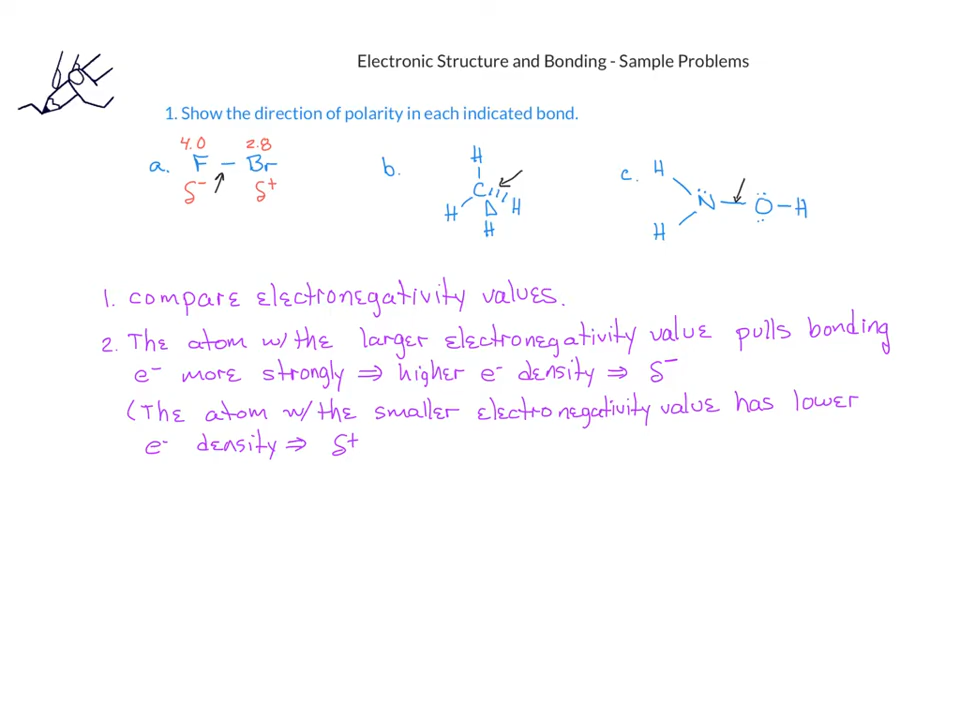 Electronic Structure and Bonding - Sample Problems
1. Show the direction of polarity in each indicated bond.
4.0 2.8
a. F - Br
δ- δ+
b. H
C
H H
H
c. H
N - O - H
H
1. compare electronegativity values.
2. The atom w/the larger electronegativity value pulls bonding
e- more strongly ⇒ higher e- density ⇒ δ-
(The atom w/the smaller electronegativity value has lower
e- density ⇒ δ+